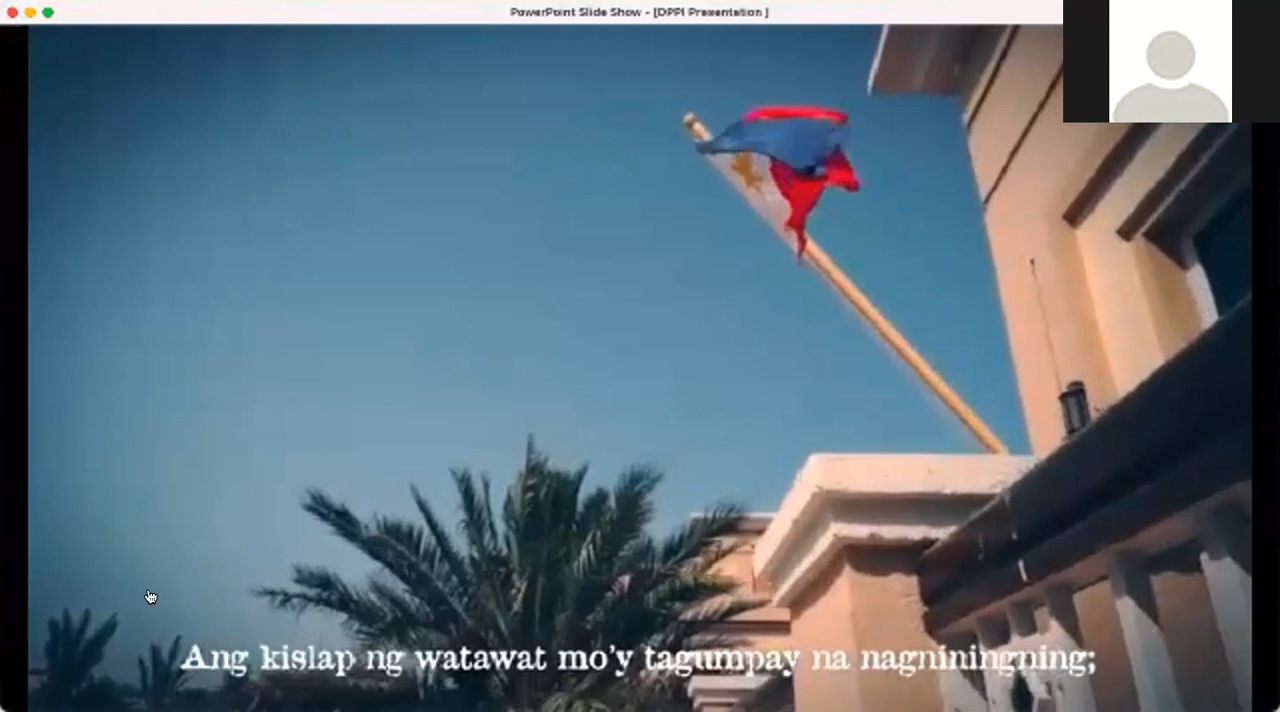 PowerPoint Slide Show - [DPPI Presentation ]
Ang kislap ng watawat mo'y tagumpay na nagniningning;